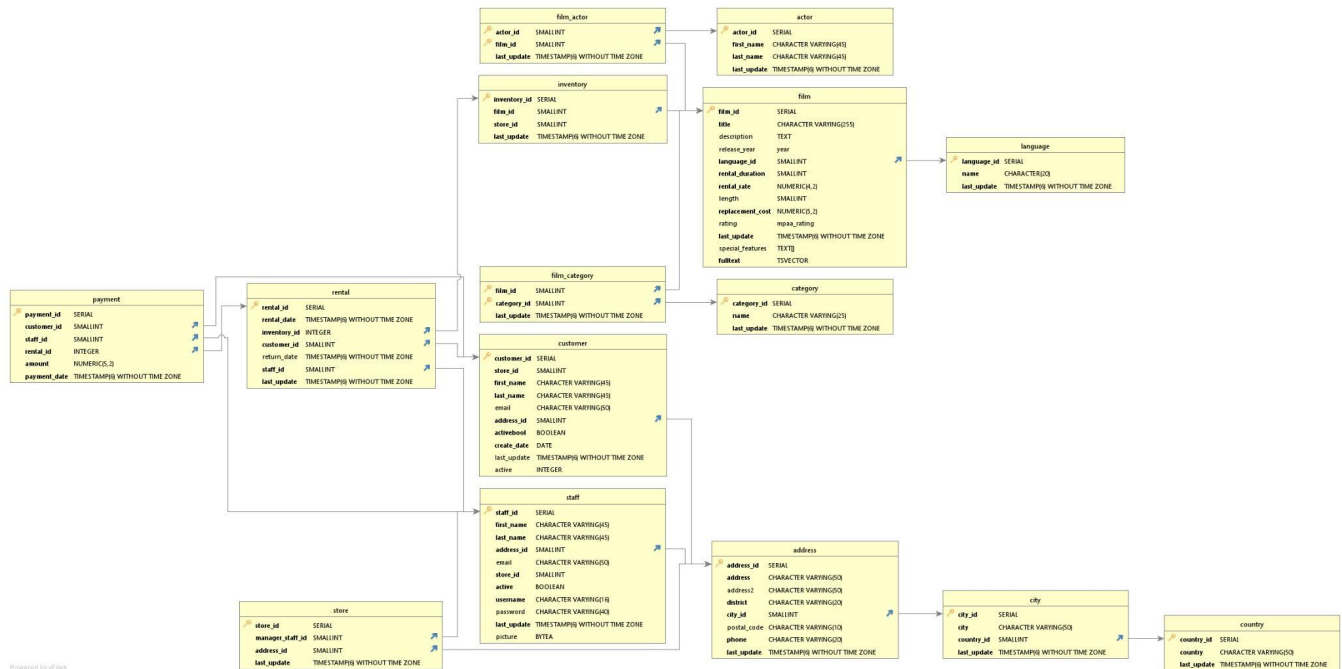 film_actor
actor_id SMALLINT
film_id SMALLINT
last_update TIMESTAMP(6) WITHOUT TIME ZONE
actor
actor_id SERIAL
first_name CHARACTER VARYING(45)
last_name CHARACTER VARYING(45)
last_update TIMESTAMP(6) WITHOUT TIME ZONE
inventory
inventory_id SERIAL
film_id SMALLINT
store_id SMALLINT
last_update TIMESTAMP(6) WITHOUT TIME ZONE
film
film_id SERIAL
title CHARACTER VARYING(255)
description TEXT
release_year year
language_id SMALLINT
rental_duration SMALLINT
rental_rate NUMERIC(4,2)
length SMALLINT
replacement_cost NUMERIC(5,2)
rating mpaa_rating
last_update TIMESTAMP(6) WITHOUT TIME ZONE
special_features TEXT[]
fulltext TSVECTOR
language
language_id SERIAL
name CHARACTER(20)
last_update TIMESTAMP(6) WITHOUT TIME ZONE
film_category
film_id SMALLINT
category_id SMALLINT
last_update TIMESTAMP(6) WITHOUT TIME ZONE
category
category_id SERIAL
name CHARACTER VARYING(25)
last_update TIMESTAMP(6) WITHOUT TIME ZONE
payment
payment_id SERIAL
customer_id SMALLINT
staff_id SMALLINT
rental_id INTEGER
amount NUMERIC(5,2)
payment_date TIMESTAMP(6) WITHOUT TIME ZONE
rental
rental_id SERIAL
rental_date TIMESTAMP(6) WITHOUT TIME ZONE
inventory_id INTEGER
customer_id SMALLINT
return_date TIMESTAMP(6) WITHOUT TIME ZONE
staff_id SMALLINT
last_update TIMESTAMP(6) WITHOUT TIME ZONE
customer
customer_id SERIAL
store_id SMALLINT
first_name CHARACTER VARYING(45)
last_name CHARACTER VARYING(45)
email CHARACTER VARYING(50)
address_id SMALLINT
activebool BOOLEAN
create_date DATE
last_update TIMESTAMP(6) WITHOUT TIME ZONE
active INTEGER
staff
staff_id SERIAL
first_name CHARACTER VARYING(45)
last_name CHARACTER VARYING(45)
address_id SMALLINT
email CHARACTER VARYING(50)
store_id SMALLINT
active BOOLEAN
username CHARACTER VARYING(16)
password CHARACTER VARYING(40)
last_update TIMESTAMP(6) WITHOUT TIME ZONE
picture BYTEA
store
store_id SERIAL
manager_staff_id SMALLINT
address_id SMALLINT
last_update TIMESTAMP(6) WITHOUT TIME ZONE
address
address_id SERIAL
address CHARACTER VARYING(50)
address2 CHARACTER VARYING(50)
district CHARACTER VARYING(20)
city_id SMALLINT
postal_code CHARACTER VARYING(10)
phone CHARACTER VARYING(20)
last_update TIMESTAMP(6) WITHOUT TIME ZONE
city
city_id SERIAL
city CHARACTER VARYING(50)
country_id SMALLINT
last_update TIMESTAMP(6) WITHOUT TIME ZONE
country
country_id SERIAL
country CHARACTER VARYING(50)
last_update TIMESTAMP(6) WITHOUT TIME ZONE
Powered by yFiles